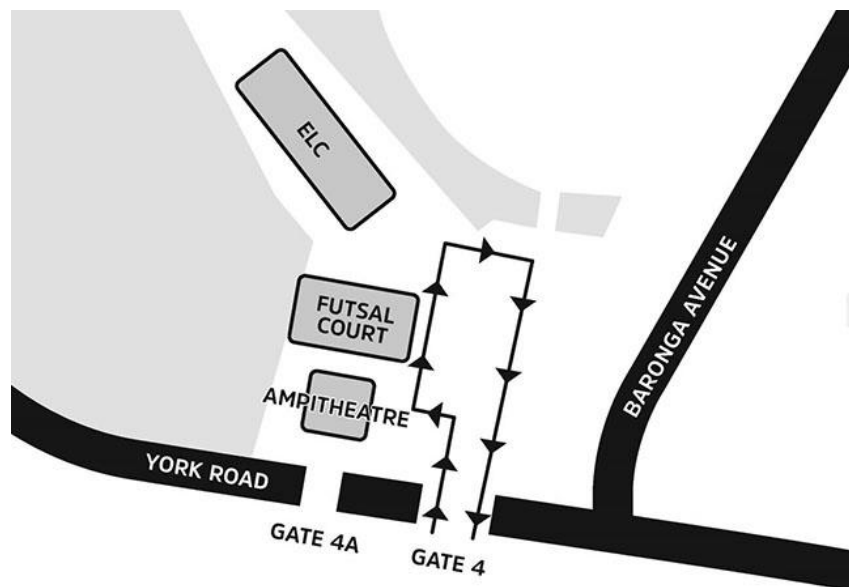 ELC
FUTSAL
COURT
AMPITHEATRE
BARONGA AVENUE
YORK ROAD
GATE 4A
GATE 4